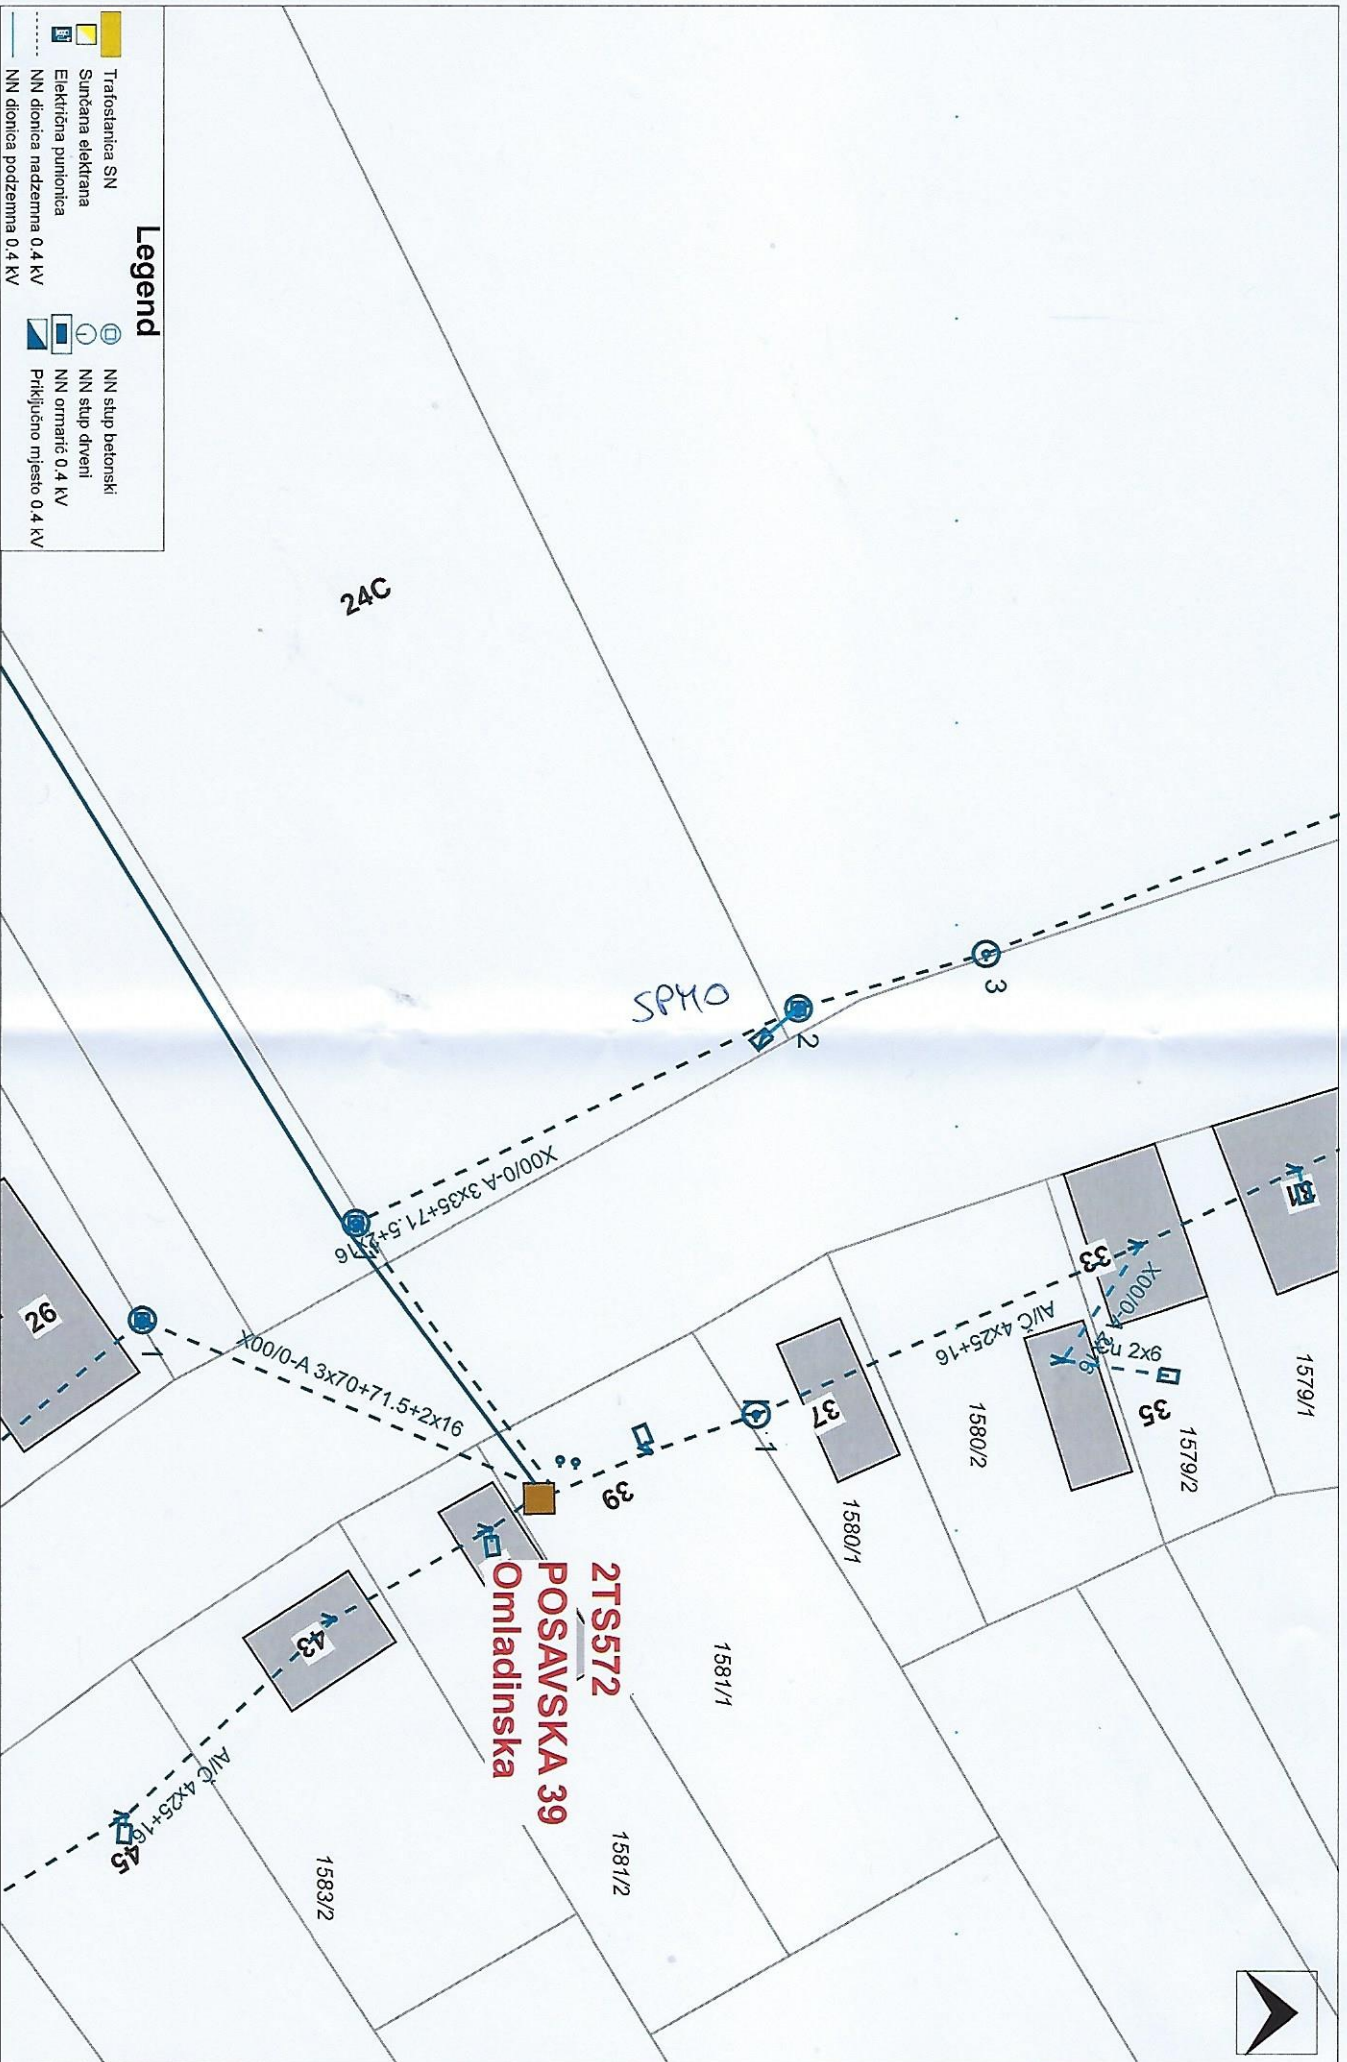 Legend
Trafostanica SN
Sunčana elektrana
Električna punionica
NN dionica nadzemna 0.4 kV
NN dionica podzemna 0.4 kV
NN stup betonski
NN stup drveni
NN ormarić 0.4 kV
Priključno mjesto 0.4 kV
24C
SPMO
3
2
X00/0-A 3x35+71.5+2x16
1
26
1
X00/0-A 3x70+71.5+2x16
31
33
X00/0-A 2x16
Al/Č 4x25+16
35
37
1
39
1579/1
1579/2
1580/2
1580/1
1581/1
1581/2
1583/2
2TS572
POSAVSKA 39
Omladinska
43
Al/Č 4x25+16
45